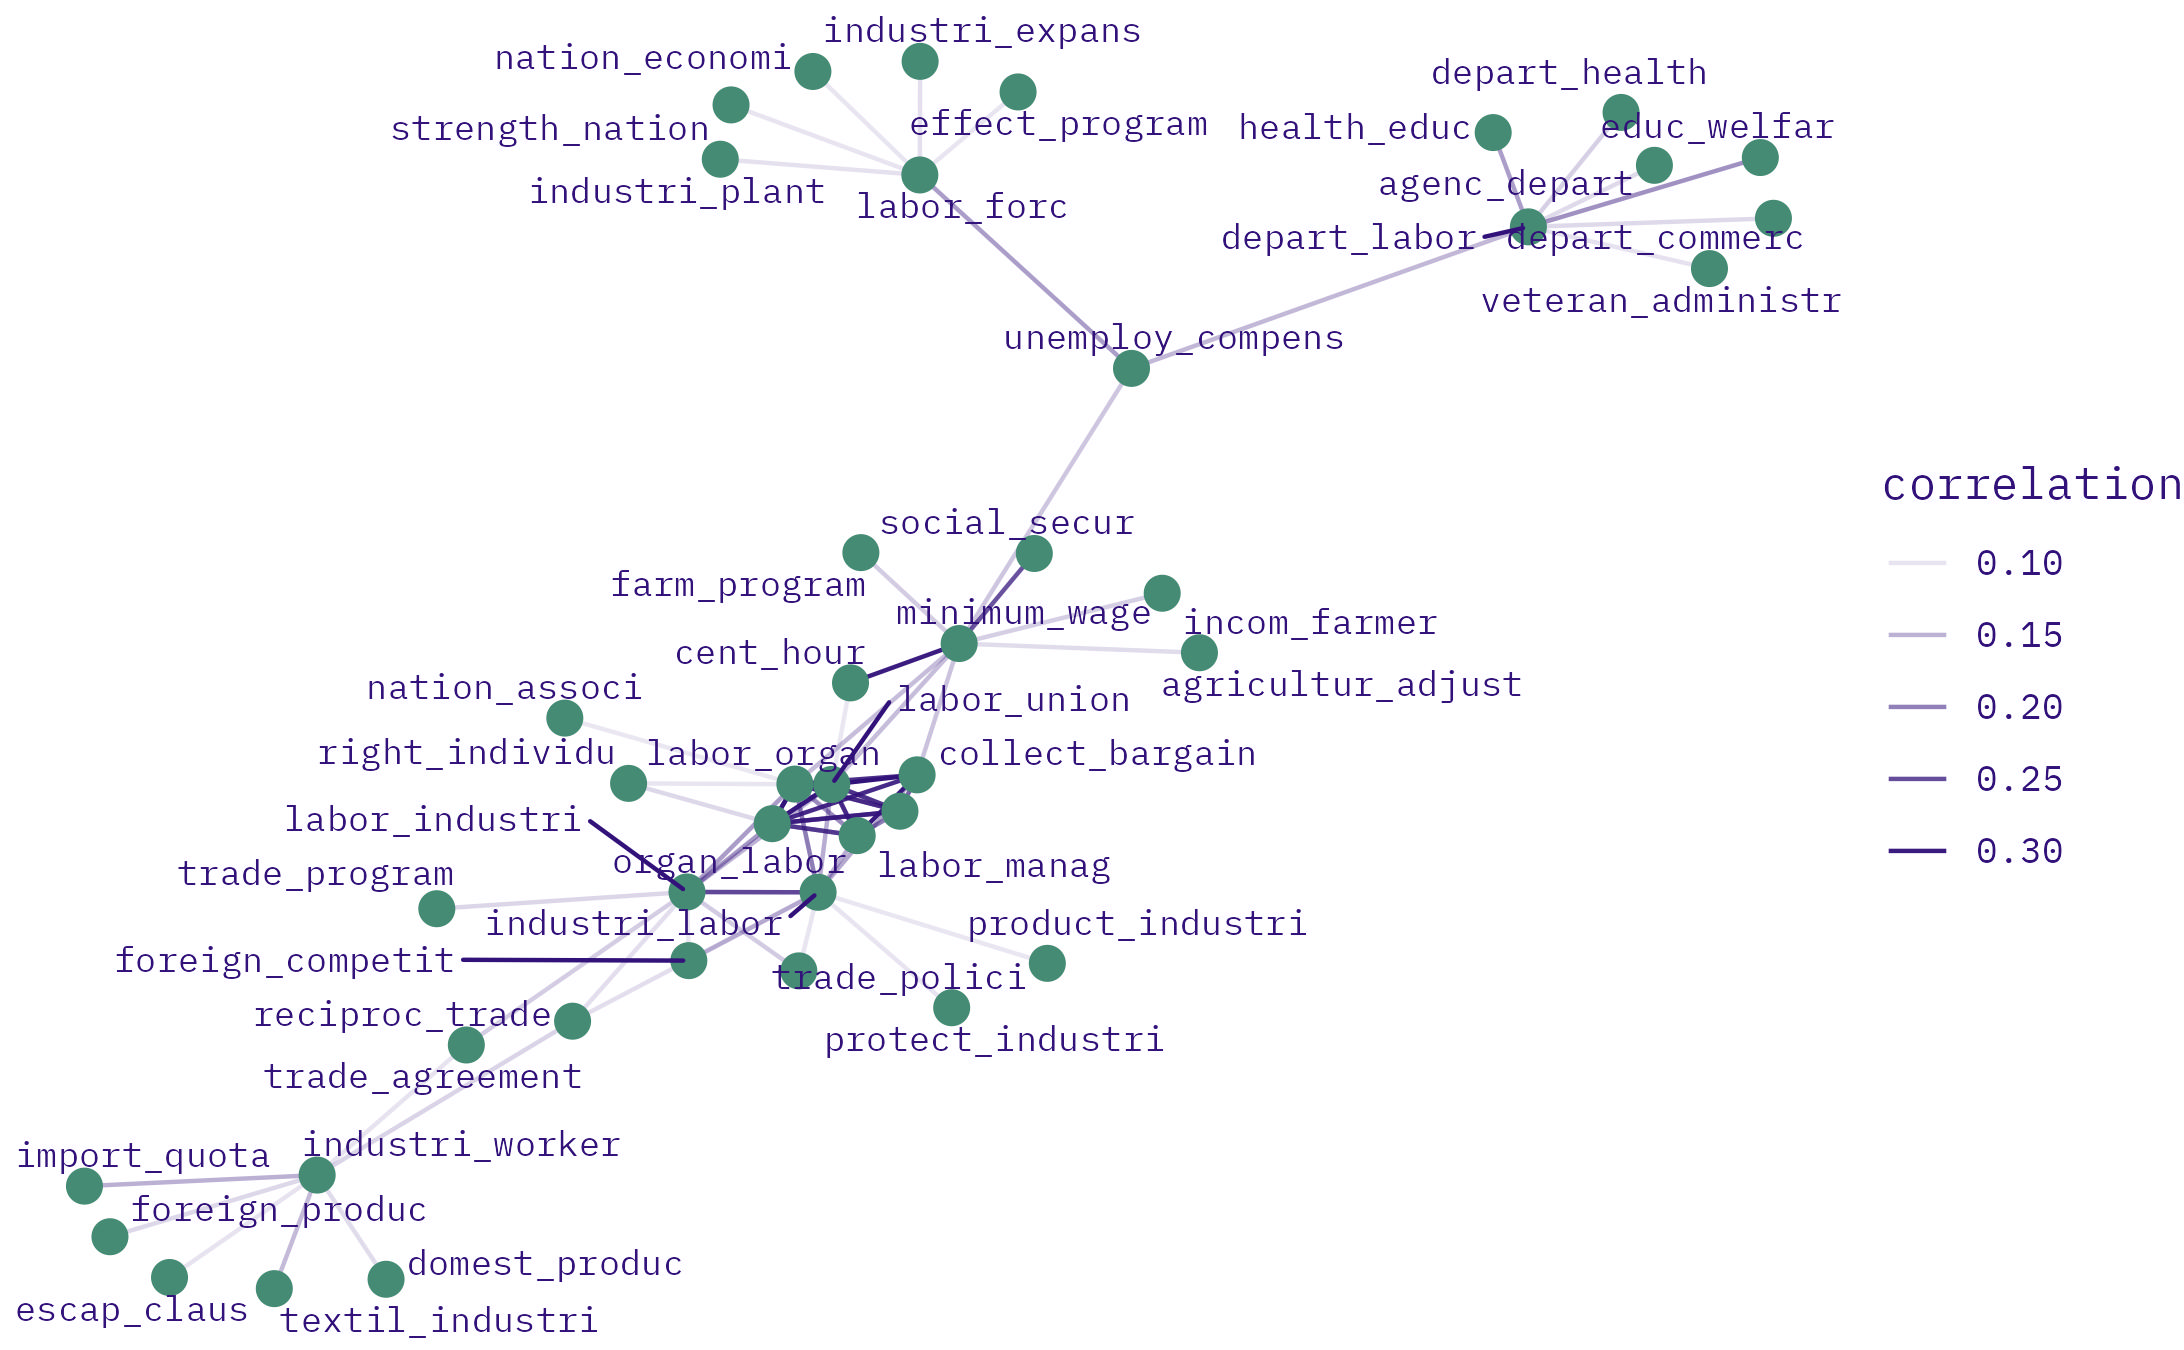 industri_expans
nation_economi
depart_health
effect_program
strength_nation
health_educ
educ_welfar
industri_plant
agenc_depart
labor_forc
depart_labor
depart_commerc
veteran_administr
unemploy_compens
correlation
social_secur
0.10
farm_program
minimum_wage
incom_farmer
0.15
cent_hour
agricultur_adjust
nation_associ
labor_union
0.20
right_individu
labor_organ
collect_bargain
0.25
labor_industri
organ_labor
labor_manag
0.30
trade_program
industri_labor
product_industri
foreign_competit
trade_polici
reciproc_trade
protect_industri
trade_agreement
industri_worker
import_quota
foreign_produc
domest_produc
escap_claus
textil_industri